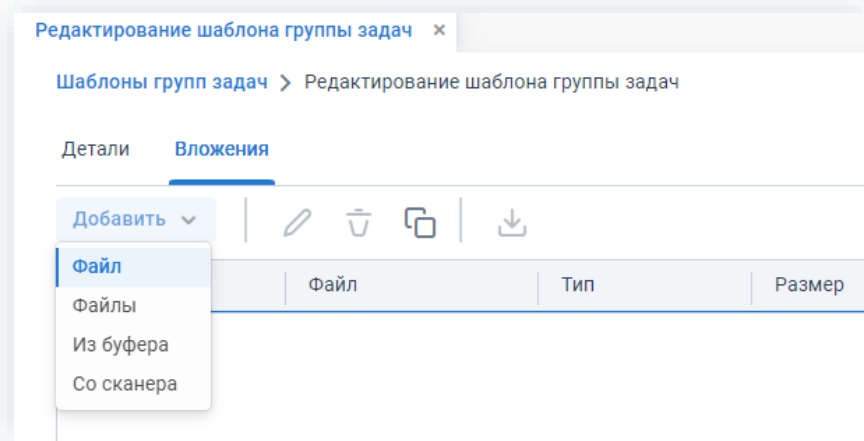 Редактирование шаблона группы задач ×
Шаблоны групп задач > Редактирование шаблона группы задач
Детали Вложения
Добавить
Файл Тип Размер
Файл
Файлы
Из буфера
Со сканера